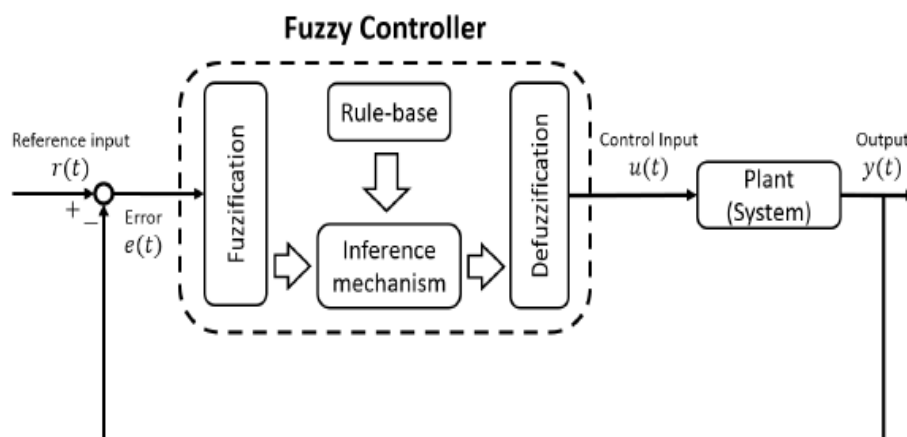 Fuzzy Controller
Reference input
r(t)
+
_
Error
e(t)
Fuzzification
Rule-base
Inference
mechanism
Defuzzification
Control Input
u(t)
Plant
(System)
Output
y(t)